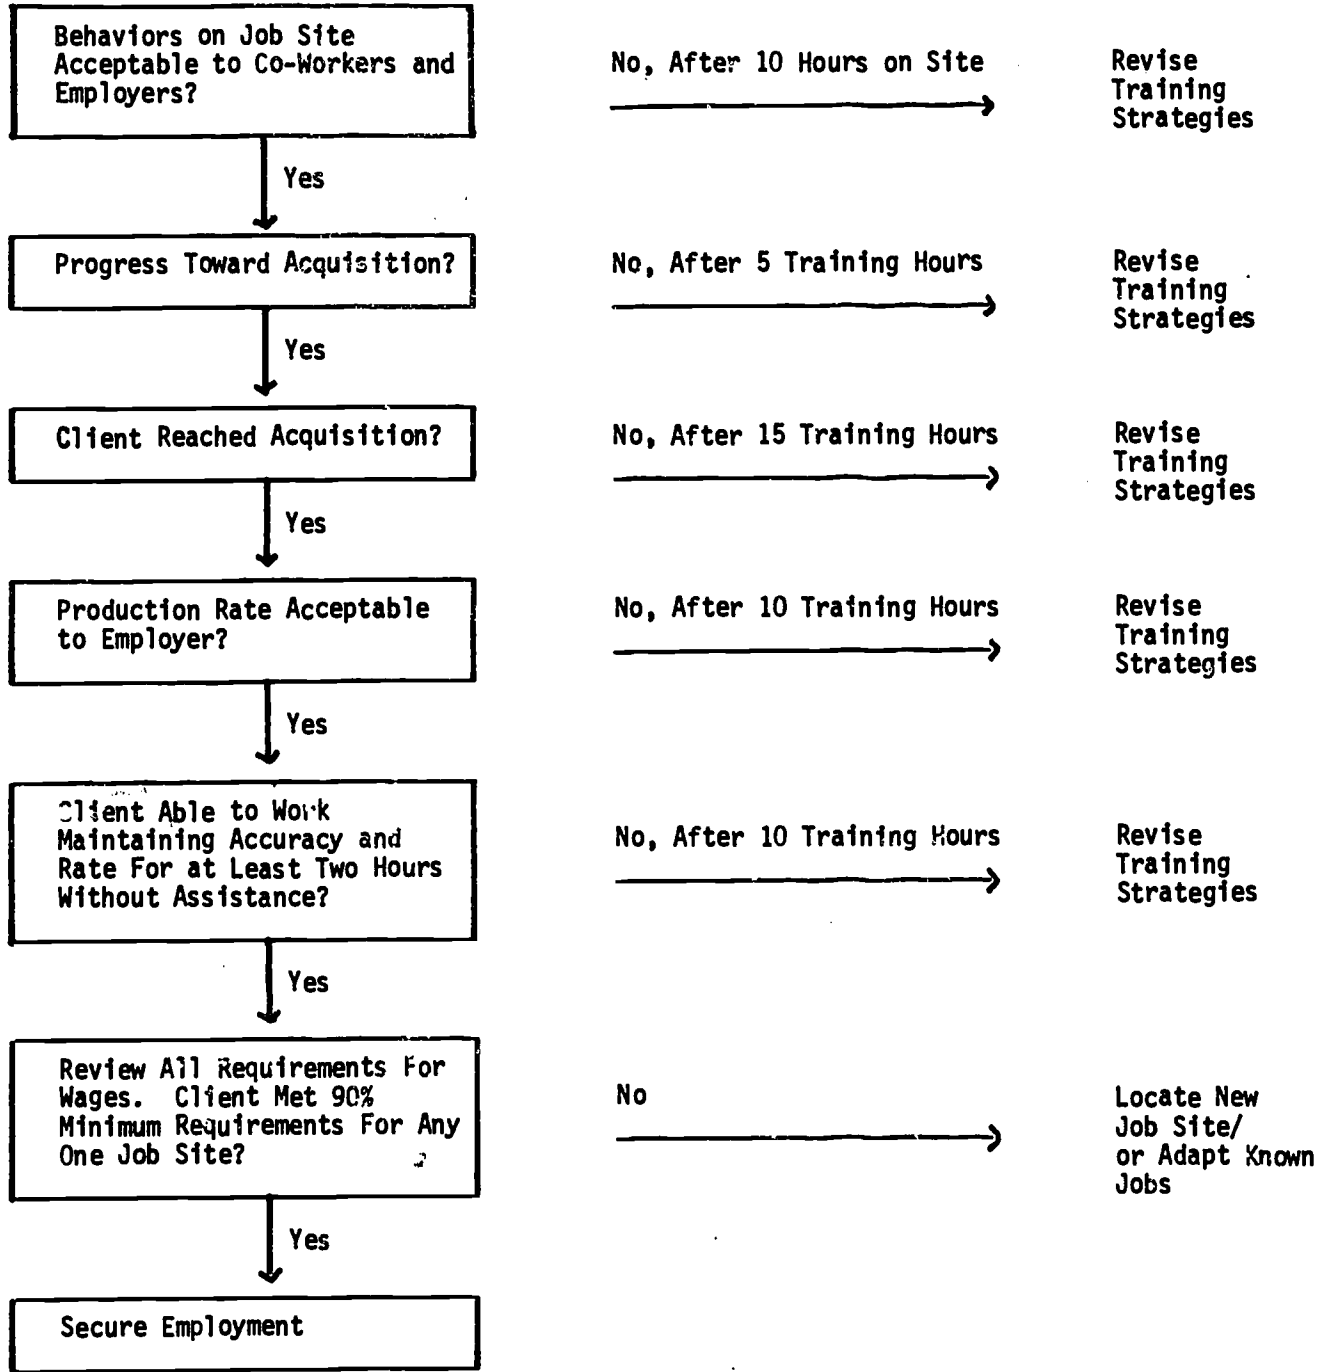 Behaviors on Job Site
Acceptable to Co-Workers and
Employers?
No, After 10 Hours on Site
Revise
Training
Strategies
Yes
Progress Toward Acquisition?
No, After 5 Training Hours
Revise
Training
Strategies
Yes
Client Reached Acquisition?
No, After 15 Training Hours
Revise
Training
Strategies
Yes
Production Rate Acceptable
to Employer?
No, After 10 Training Hours
Revise
Training
Strategies
Yes
Client Able to Work
Maintaining Accuracy and
Rate For at Least Two Hours
Without Assistance?
No, After 10 Training Hours
Revise
Training
Strategies
Yes
Review All Requirements For
Wages. Client Met 90%
Minimum Requirements For Any
One Job Site?
No
Locate New
Job Site/
or Adapt Known
Jobs
Yes
Secure Employment